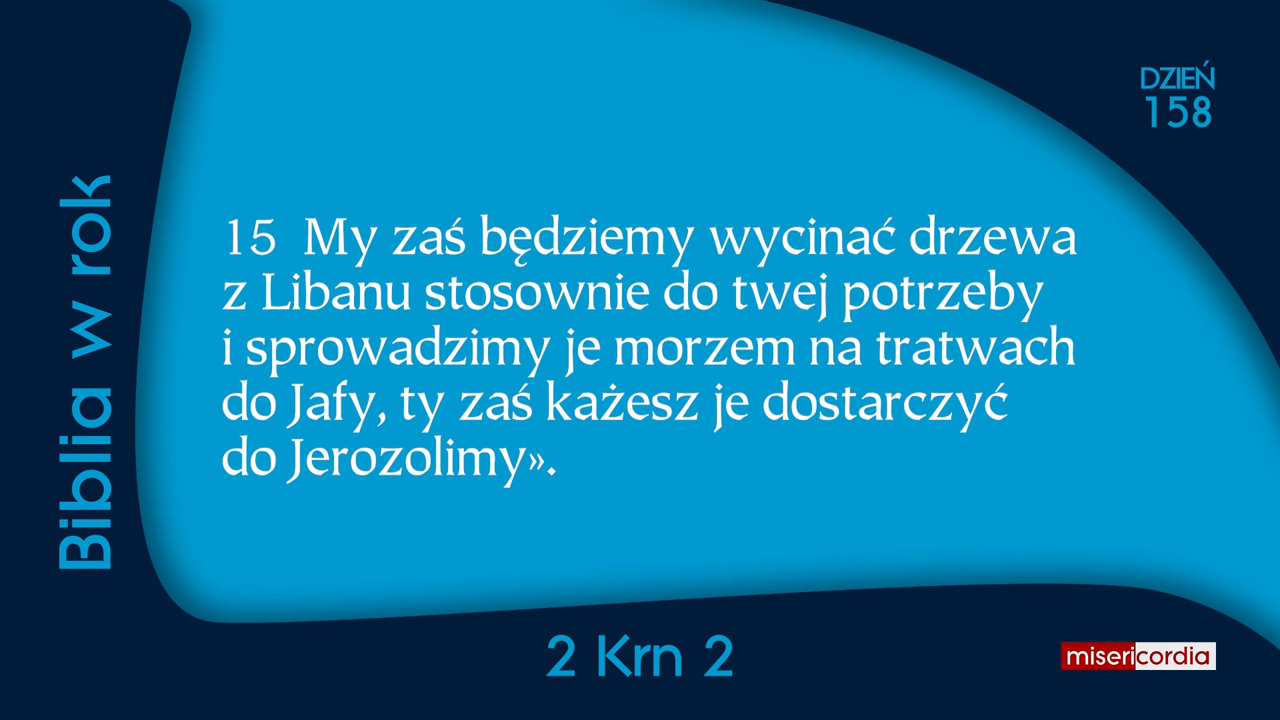 DZIEŃ
158
Biblia w rok
15 My zaś będziemy wycinać drzewa
z Libanu stosownie do twej potrzeby
i sprowadzimy je morzem na tratwach
do Jafy, ty zaś każesz je dostarczyć
do Jerozolimy».
2 Krn 2
misericordia